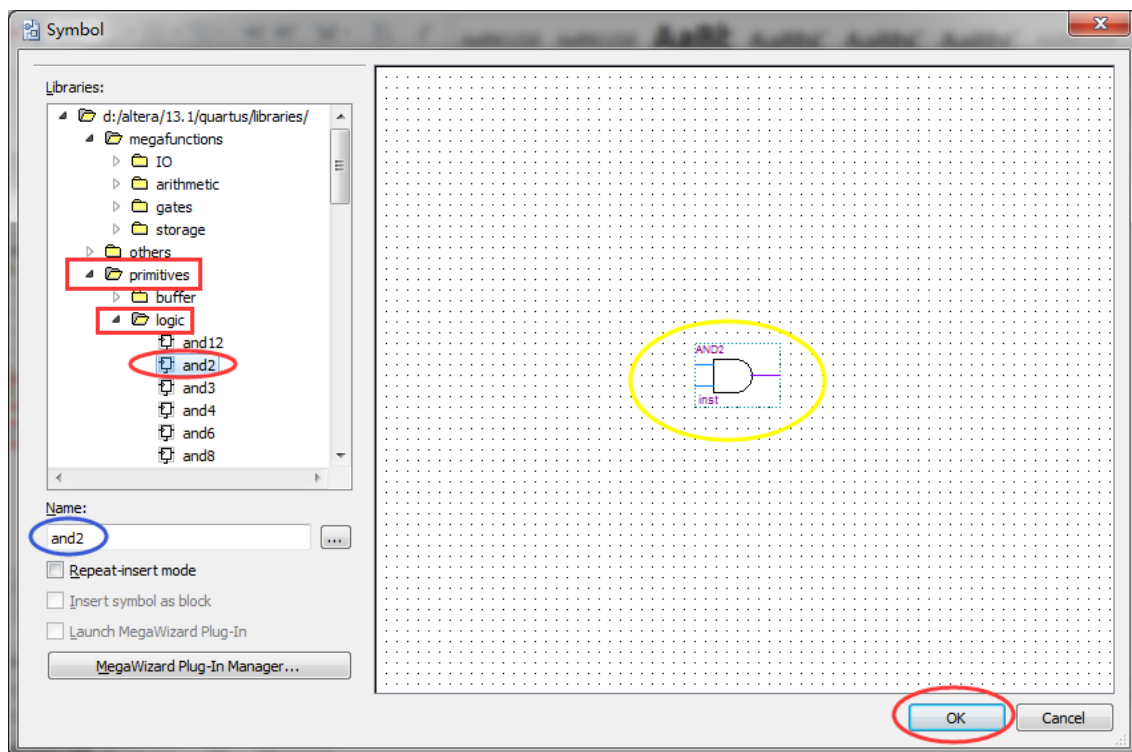 Symbol
Libraries:
d:/altera/13.1/quartus/libraries/
megafunctions
IO
arithmetic
gates
storage
others
primitives
buffer
logic
and12
and2
and3
and4
and6
and8
Name:
and2
...
Repeat-insert mode
Insert symbol as block
Launch MegaWizard Plug-In
MegaWizard Plug-In Manager...
AND2
inst
OK
Cancel